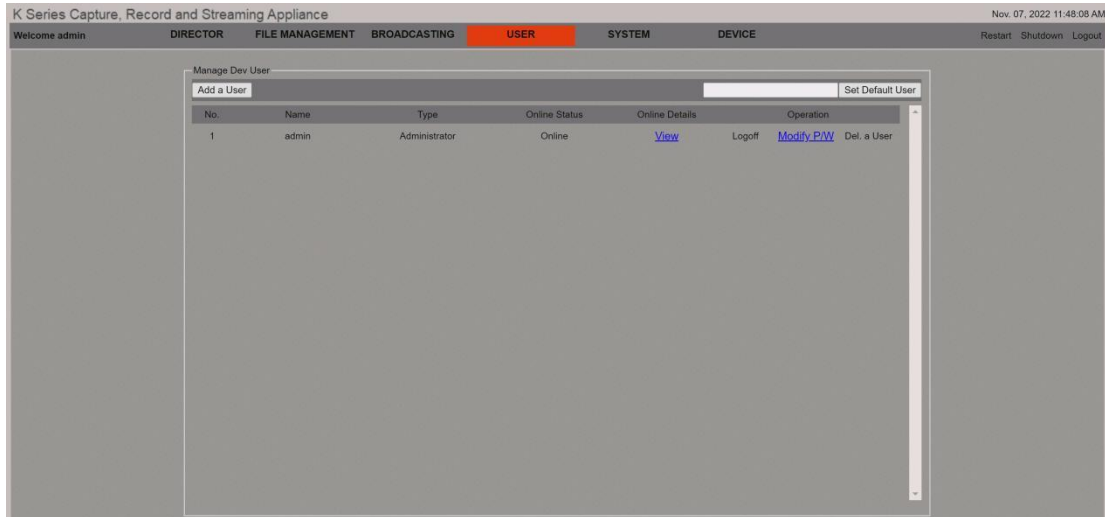 K Series Capture, Record and Streaming Appliance Nov. 07, 2022 11:48:08 AM
Welcome admin DIRECTOR FILE MANAGEMENT BROADCASTING USER SYSTEM DEVICE Restart Shutdown Logout
Manage Dev User
Add a User Set Default User
No. Name Type Online Status Online Details Operation
1 admin Administrator Online View Logoff Modify P/W Del. a User